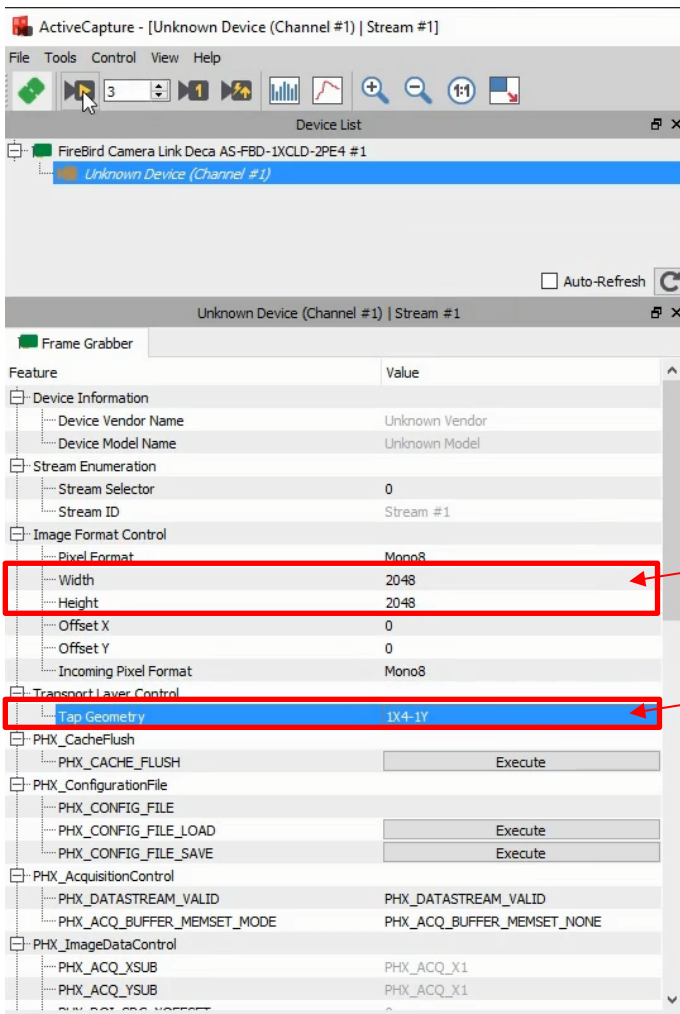 ActiveCapture - [Unknown Device (Channel #1) | Stream #1]
File Tools Control View Help
3 1 1:1
Device List
FireBird Camera Link Deca AS-FBD-1XCLD-2PE4 #1
Unknown Device (Channel #1)
Auto-Refresh
Unknown Device (Channel #1) | Stream #1
Frame Grabber
Feature Value
Device Information
Device Vendor Name Unknown Vendor
Device Model Name Unknown Model
Stream Enumeration
Stream Selector 0
Stream ID Stream #1
Image Format Control
Pixel Format Mono8
Width 2048
Height 2048
Offset X 0
Offset Y 0
Incoming Pixel Format Mono8
Transport Layer Control
Tap Geometry 1X4-1Y
PHX_CacheFlush
PHX_CACHE_FLUSH Execute
PHX_ConfigurationFile
PHX_CONFIG_FILE
PHX_CONFIG_FILE_LOAD Execute
PHX_CONFIG_FILE_SAVE Execute
PHX_AcquisitionControl
PHX_DATASTREAM_VALID PHX_DATASTREAM_VALID
PHX_ACQ_BUFFER_MEMSET_MODE PHX_ACQ_BUFFER_MEMSET_NONE
PHX_ImageDataControl
PHX_ACQ_XSUB PHX_ACQ_X1
PHX_ACQ_YSUB PHX_ACQ_X1